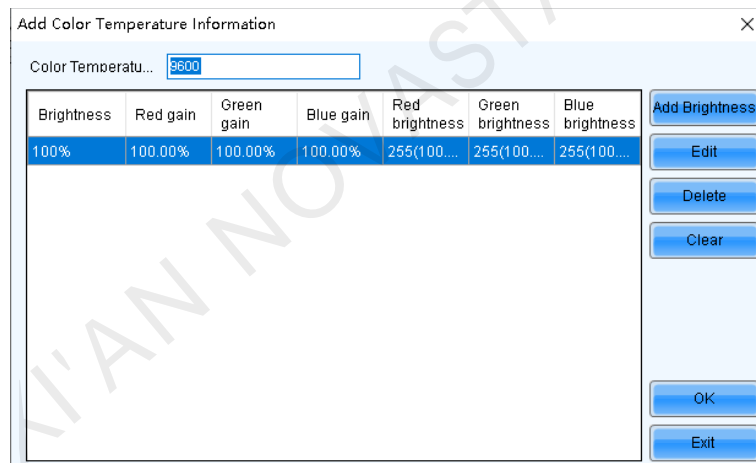 Add Color Temperature Information
Color Temperatu... 9600
Brightness Red gain Green gain Blue gain Red brightness Green brightness Blue brightness
100% 100.00% 100.00% 100.00% 255(100.... 255(100.... 255(100....
Add Brightness
Edit
Delete
Clear
OK
Exit
XI'AN NOVASTA